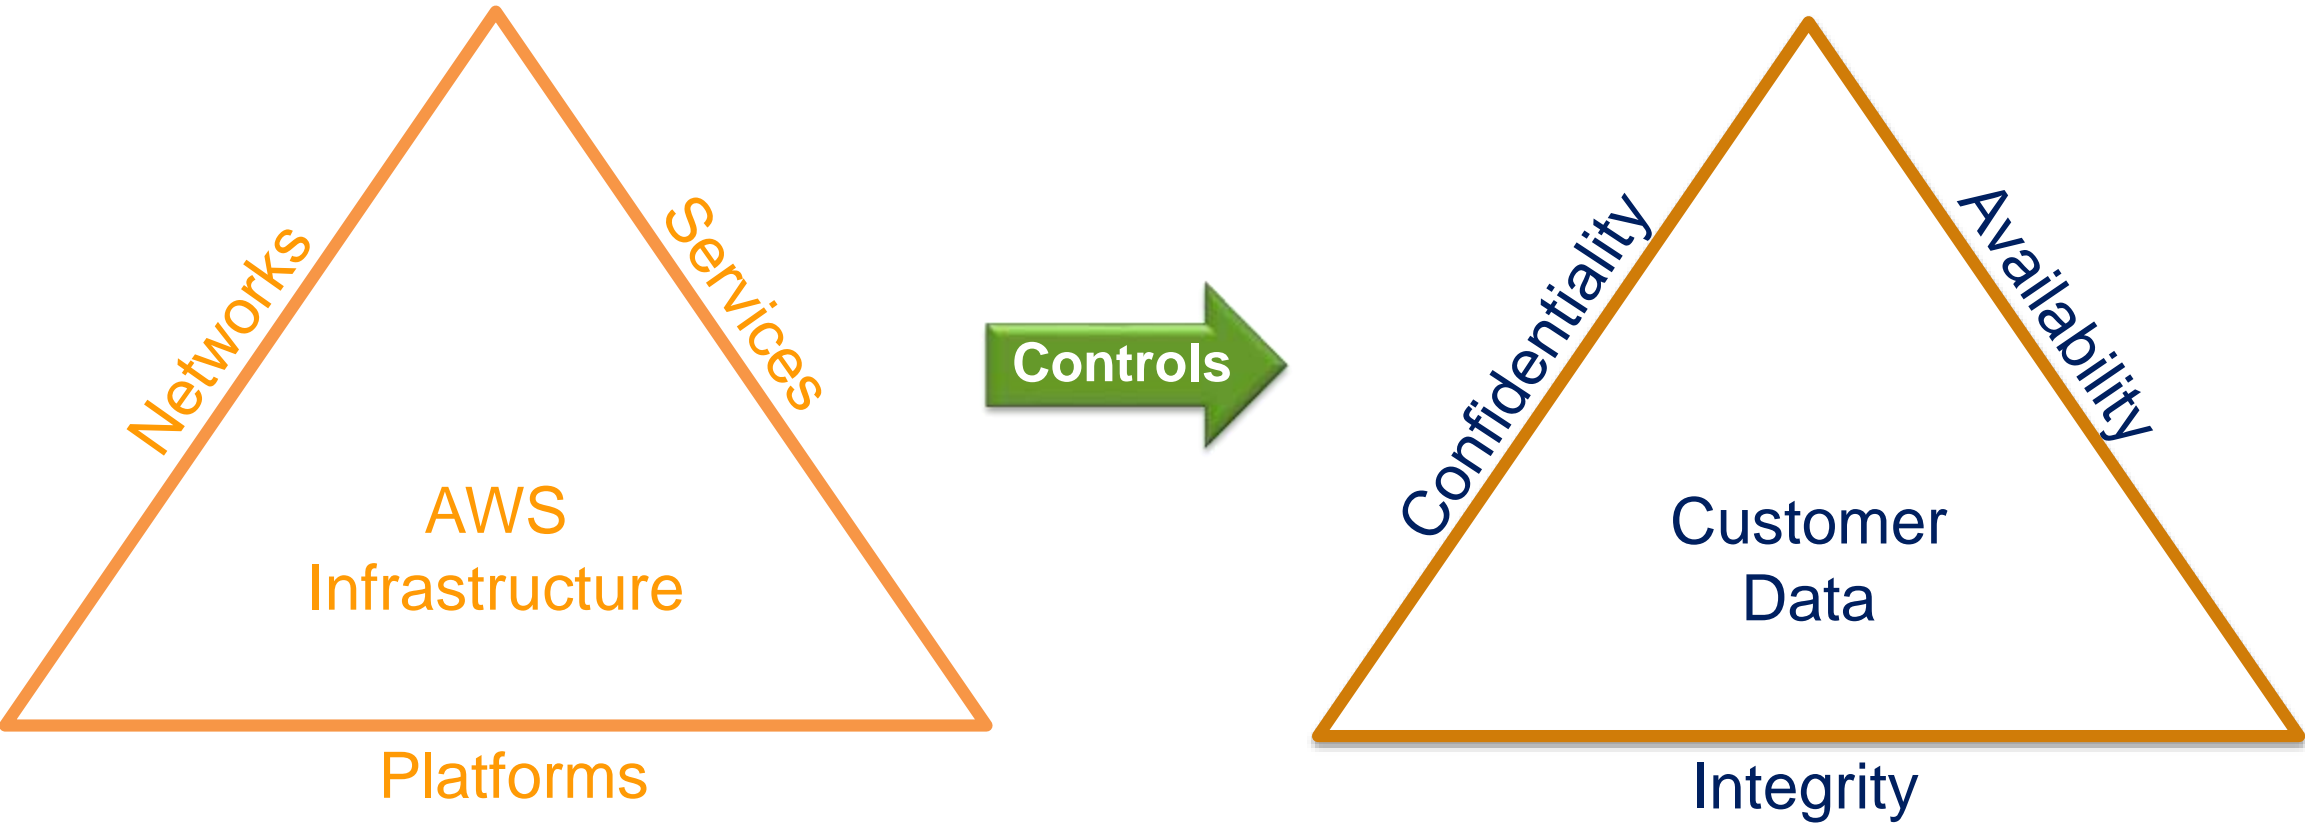 Networks
Services
AWS
Infrastructure
Platforms
Controls
Confidentiality
Availability
Customer
Data
Integrity